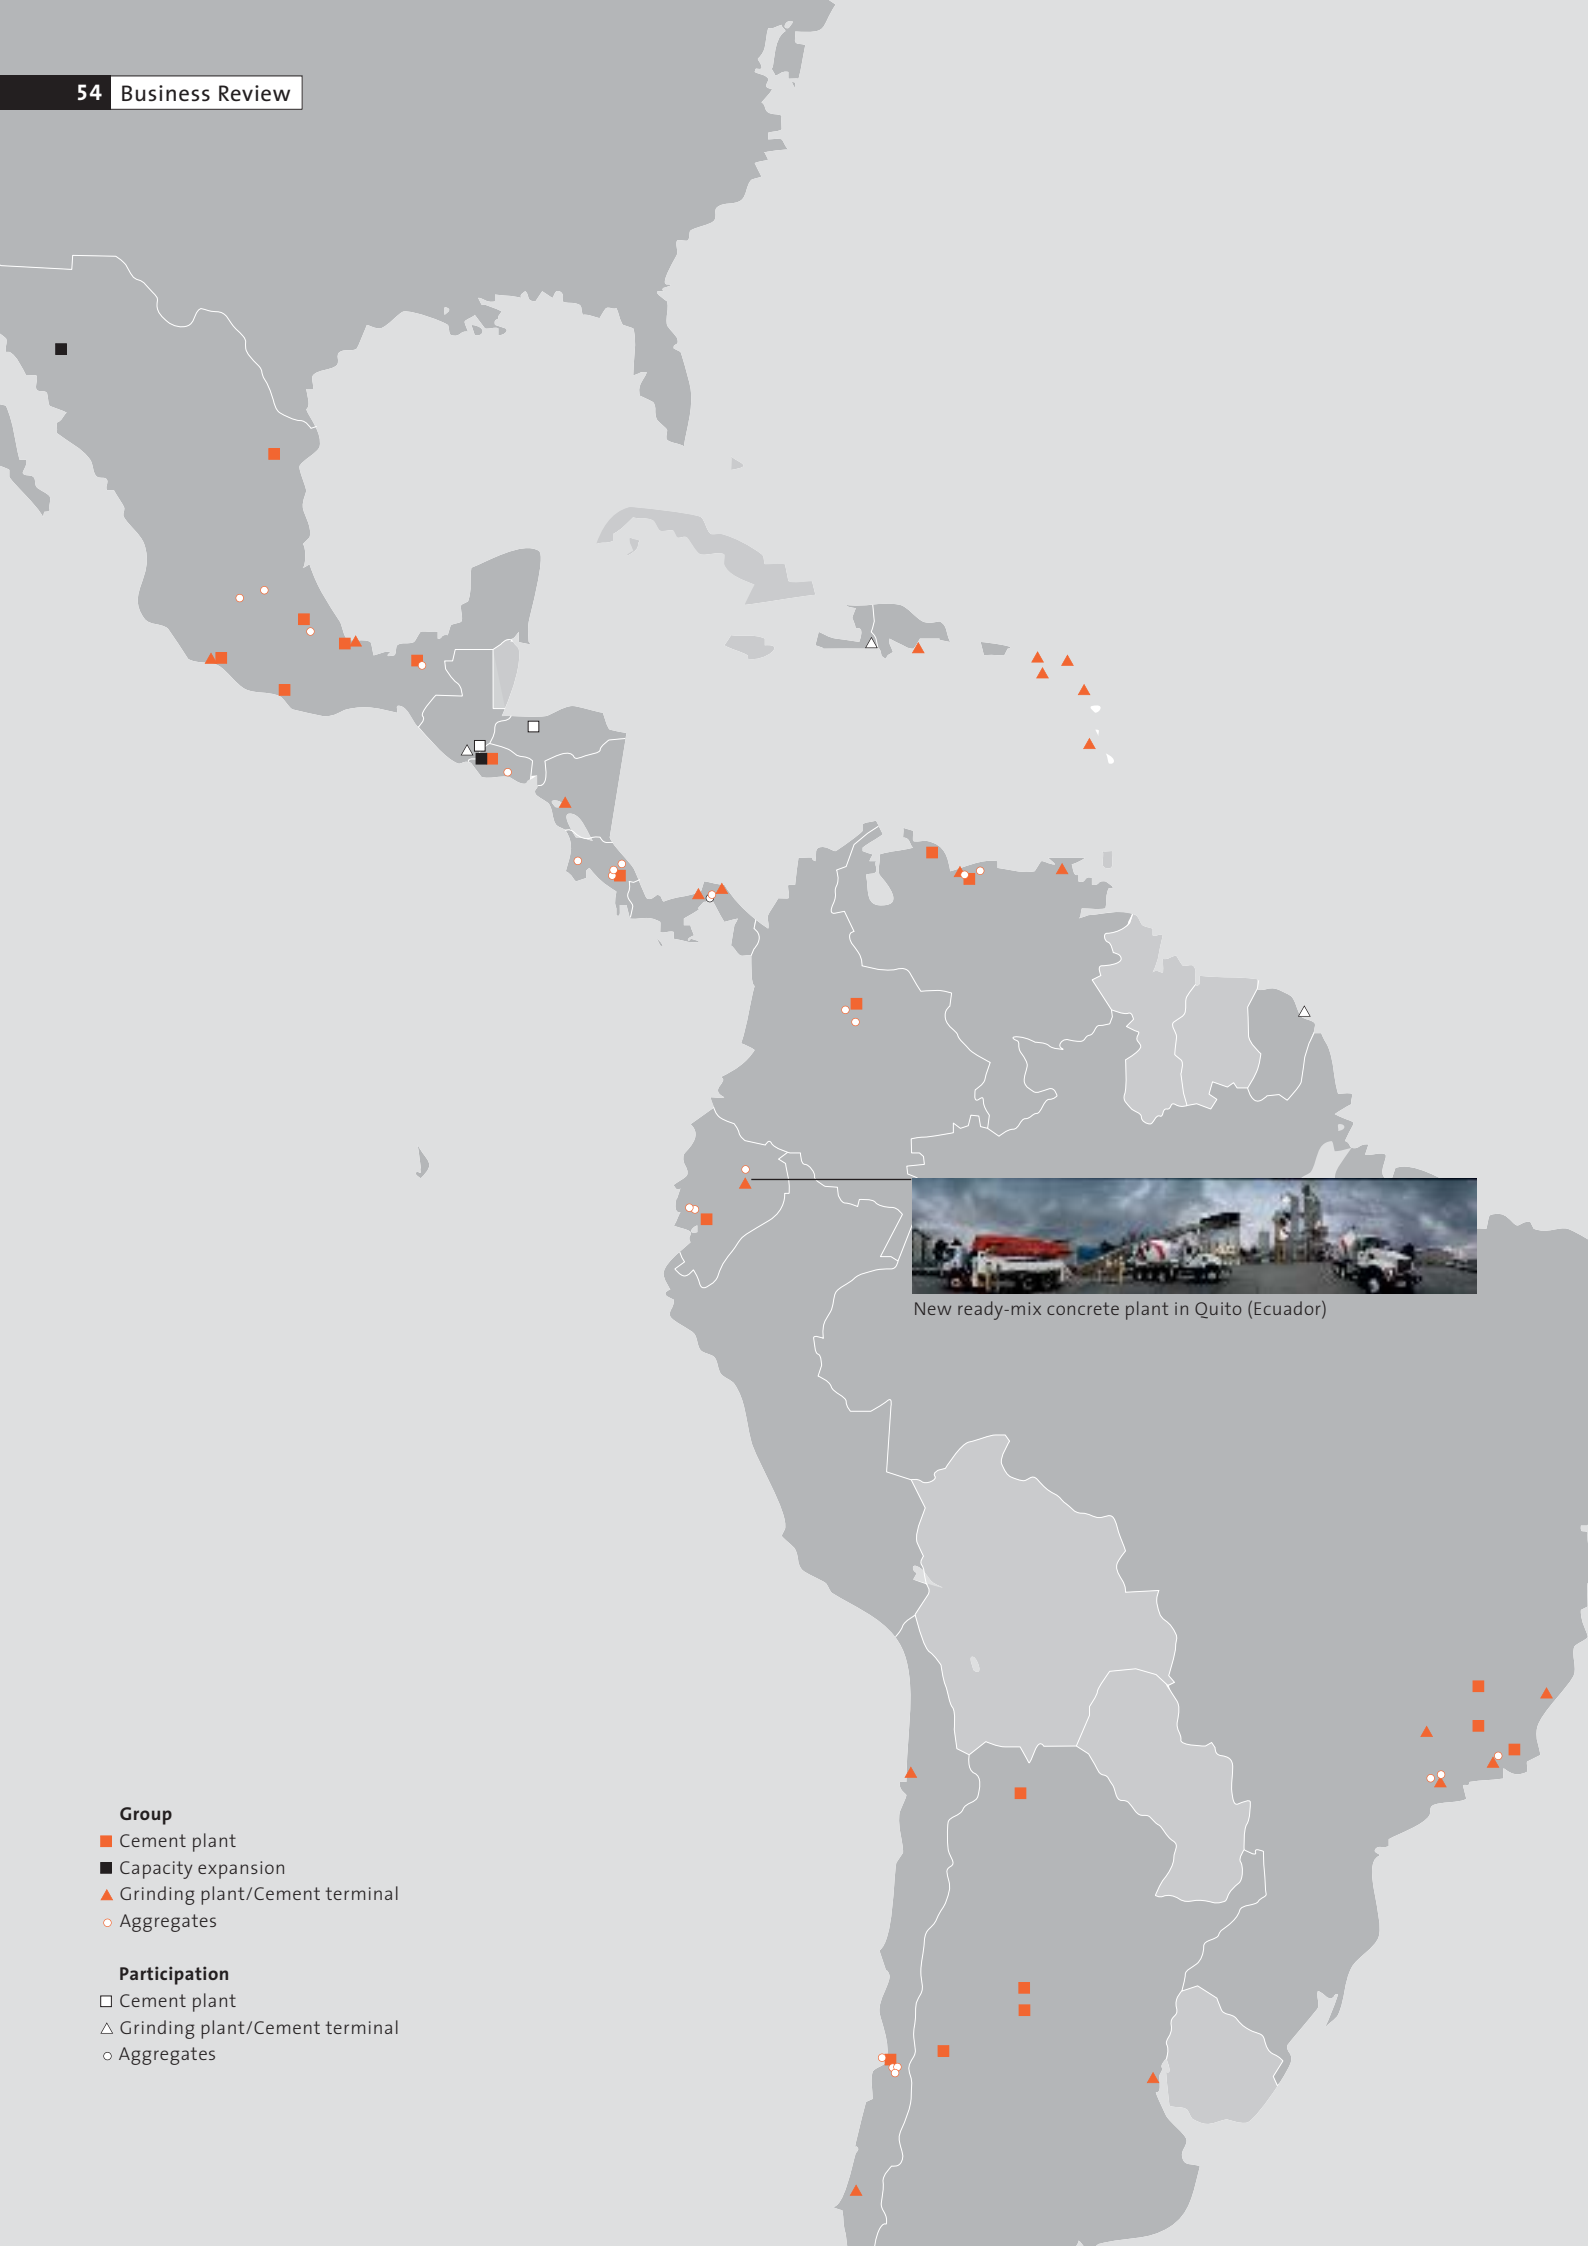 54 Business Review
New ready-mix concrete plant in Quito (Ecuador)
Group
Cement plant
Capacity expansion
Grinding plant/Cement terminal
Aggregates
Participation
Cement plant
Grinding plant/Cement terminal
Aggregates